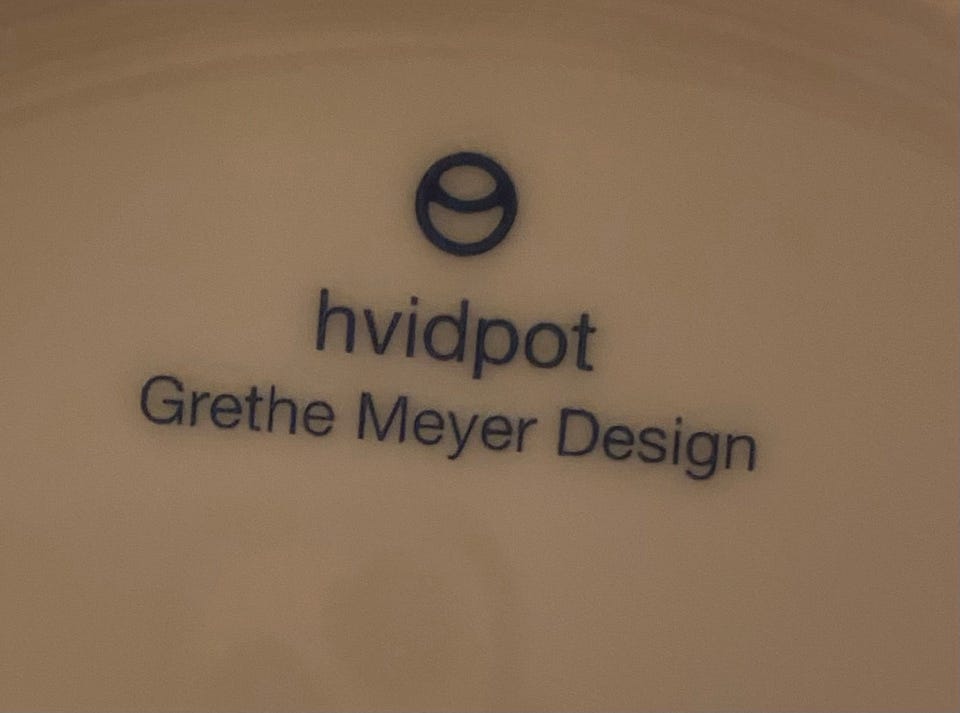 hvidpot
Grethe Meyer Design